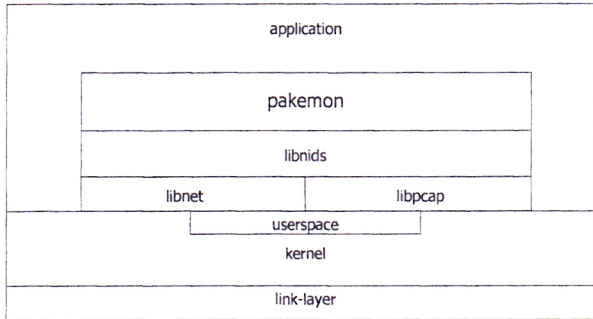 application
pakemon
libnids
libnet
libpcap
userspace
kernel
link-layer